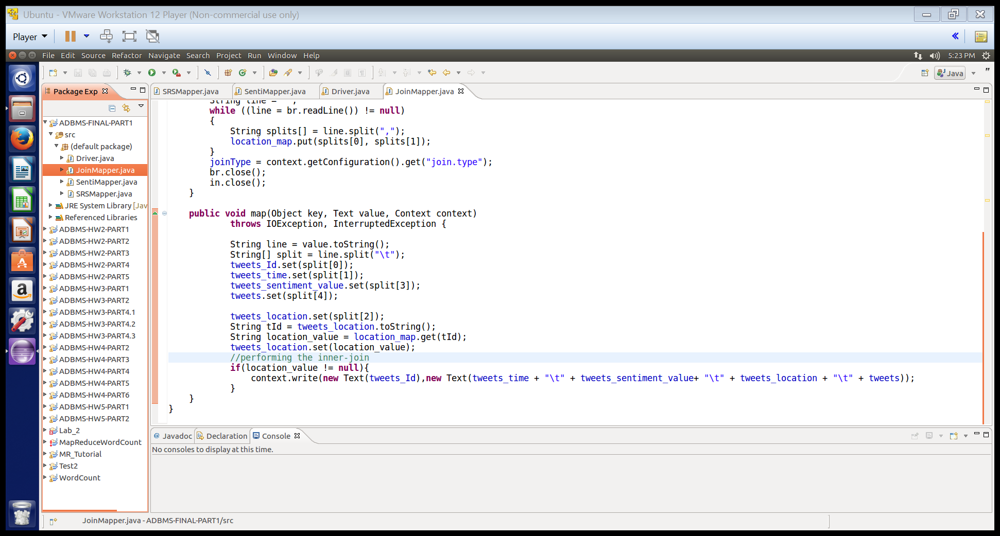 Ubuntu - VMware Workstation 12 Player (Non-commercial use only)
Player
File Edit Source Refactor Navigate Search Project Run Window Help
5:23 PM
Java
Package Exp
SRSMapper.java
SentiMapper.java
Driver.java
JoinMapper.java
ADBMS-FINAL-PART1
src
(default package)
Driver.java
JoinMapper.java
SentiMapper.java
SRSMapper.java
JRE System Library [Jav
Referenced Libraries
ADBMS-HW2-PART1
ADBMS-HW2-PART2
ADBMS-HW2-PART3
ADBMS-HW2-PART4
ADBMS-HW2-PART5
ADBMS-HW3-PART1
ADBMS-HW3-PART2
ADBMS-HW3-PART4.1
ADBMS-HW3-PART4.2
ADBMS-HW3-PART4.3
ADBMS-HW4-PART2
ADBMS-HW4-PART3
ADBMS-HW4-PART4
ADBMS-HW4-PART5
ADBMS-HW4-PART6
ADBMS-HW5-PART1
ADBMS-HW5-PART2
Lab_2
MapReduceWordCount
MR_Tutorial
Test2
WordCount
String line =
while ((line = br.readLine()) != null)
{
String splits[] = line.split(",");
location_map.put(splits[0], splits[1]);
}
joinType = context.getConfiguration().get("join.type");
br.close();
in.close();
}
public void map(Object key, Text value, Context context)
throws IOException, InterruptedException {
String line = value.toString();
String[] split = line.split("\t");
tweets_Id.set(split[0]);
tweets_time.set(split[1]);
tweets_sentiment_value.set(split[3]);
tweets.set(split[4]);
tweets_location.set(split[2]);
String tId = tweets_location.toString();
String location_value = location_map.get(tId);
tweets_location.set(location_value);
//performing the inner-join
if(location_value != null){
context.write(new Text(tweets_Id),new Text(tweets_time + "\t" + tweets_sentiment_value+ "\t" + tweets_location + "\t" + tweets));
}
}
}
@ Javadoc
Declaration
Console
No consoles to display at this time.
JoinMapper.java - ADBMS-FINAL-PART1/src